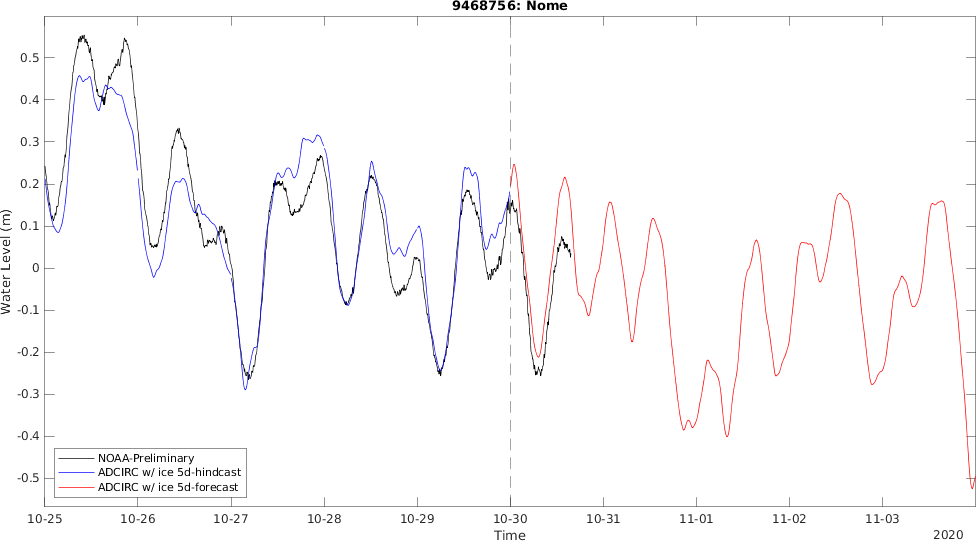 9468756: Nome
0.5
0.4
0.3
0.2
0.1
0
-0.1
-0.2
-0.3
-0.4
-0.5
Water Level (m)
NOAA-Preliminary
ADCIRC w/ ice 5d-hindcast
ADCIRC w/ ice 5d-forecast
10-25 10-26 10-27 10-28 10-29 10-30 10-31 11-01 11-02 11-03
Time
2020